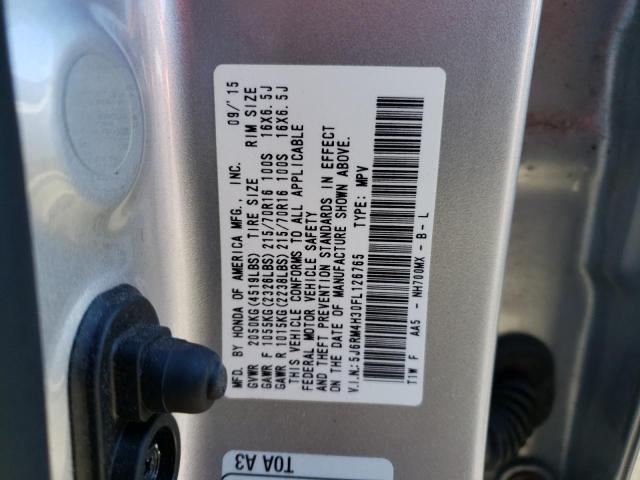 MFD. BY HONDA OF AMERICA MFG., INC. 09/'15
GVWR 2050KG(4519LBS) TIRE SIZE RIM SIZE
GAWR F 1055KG(2326LBS)215/70R16 100S 16X6.5J
GAWR R 1015KG(2238LBS)215/70R16 100S 16X6.5J
THIS VEHICLE CONFORMS TO ALL APPLICABLE
FEDERAL MOTOR VEHICLE SAFETY
AND THEFT PREVENTION STANDARDS IN EFFECT
ON THE DATE OF MANUFACTURE SHOWN ABOVE.
V.I.N.:5J6RM4H30FL126765 TYPE: MPV
T1W F AA5 - NH700MX - B - L
T0A A3